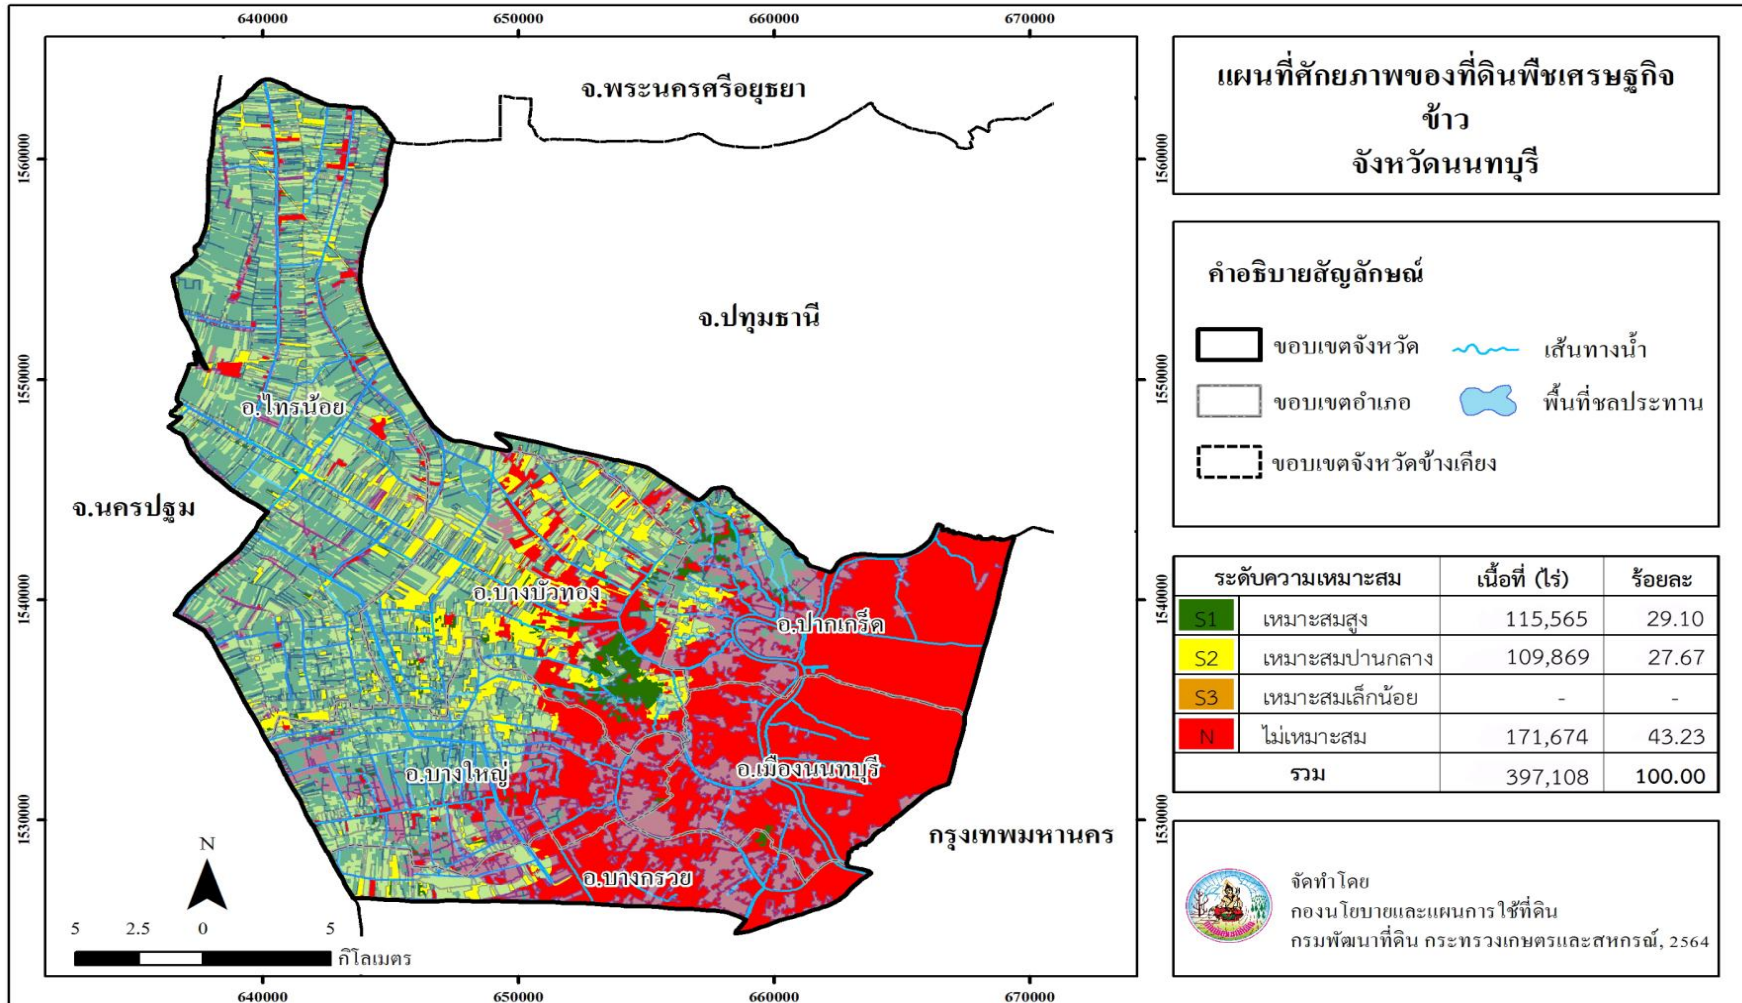 640000 650000 660000 670000
1560000
1550000
1540000
1530000
จ.พระนครศรีอยุธยา
จ.ปทุมธานี
อ.ไทรน้อย
จ.นครปฐม
อ.บางบัวทอง
อ.ปากเกร็ด
อ.บางใหญ่
อ.เมืองนนทบุรี
กรุงเทพมหานคร
อ.บางกรวย
N
5 2.5 0 5
กิโลเมตร
640000 650000 660000 670000
1560000
1550000
1540000
1530000
แผนที่ศักยภาพของที่ดินพืชเศรษฐกิจ
ข้าว
จังหวัดนนทบุรี
คำอธิบายสัญลักษณ์
ขอบเขตจังหวัด เส้นทางน้ำ
ขอบเขตอำเภอ พื้นที่ชลประทาน
ขอบเขตจังหวัดข้างเคียง
ระดับความเหมาะสม เนื้อที่ (ไร่) ร้อยละ
S1 เหมาะสมสูง 115,565 29.10
S2 เหมาะสมปานกลาง 109,869 27.67
S3 เหมาะสมเล็กน้อย - -
N ไม่เหมาะสม 171,674 43.23
รวม 397,108 100.00
จัดทำโดย
กองนโยบายและแผนการใช้ที่ดิน
กรมพัฒนาที่ดิน กระทรวงเกษตรและสหกรณ์, 2564